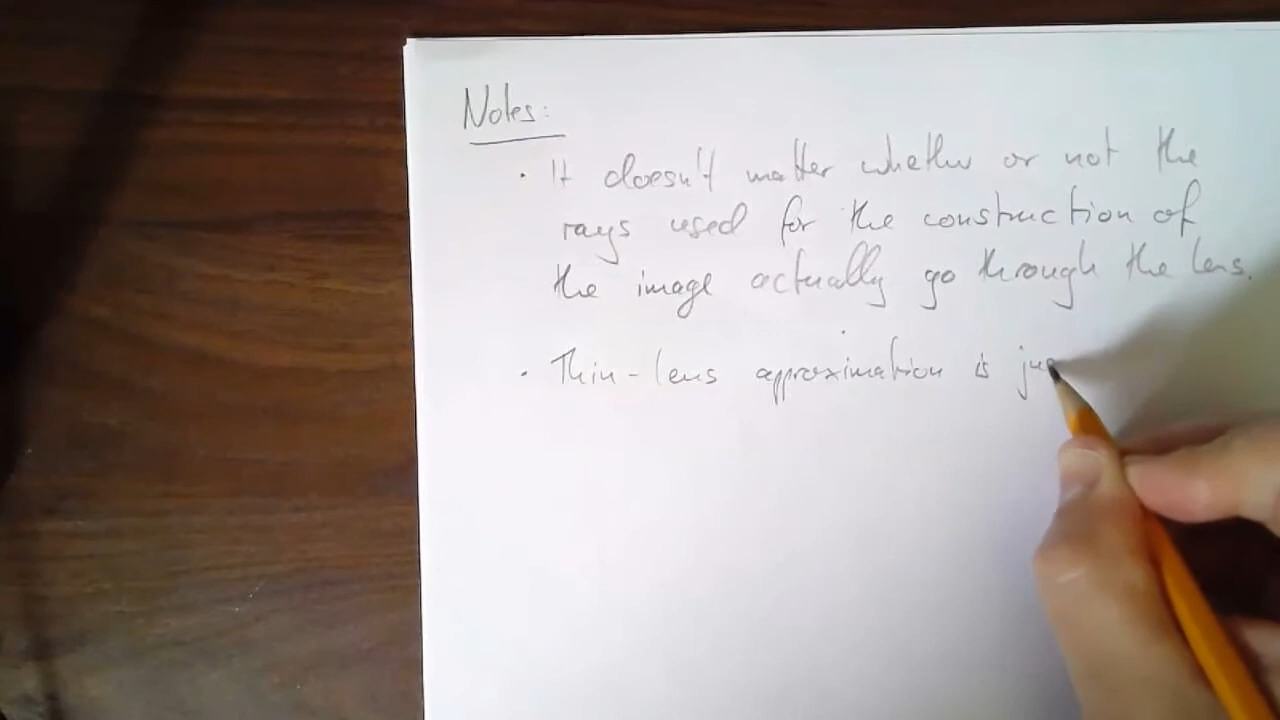 Notes:
· It doesn't matter whether or not the
rays used for the construction of
the image actually go through the lens.
· Thin-lens approximation is ju